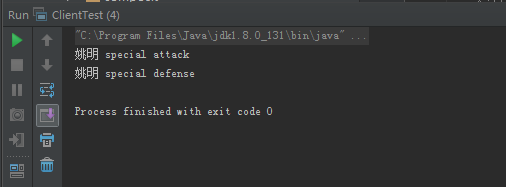 Run ClientTest (4)
"C:\Program Files\Java\jdk1.8.0_131\bin\java" ...
姚明 special attack
姚明 special defense
Process finished with exit code 0